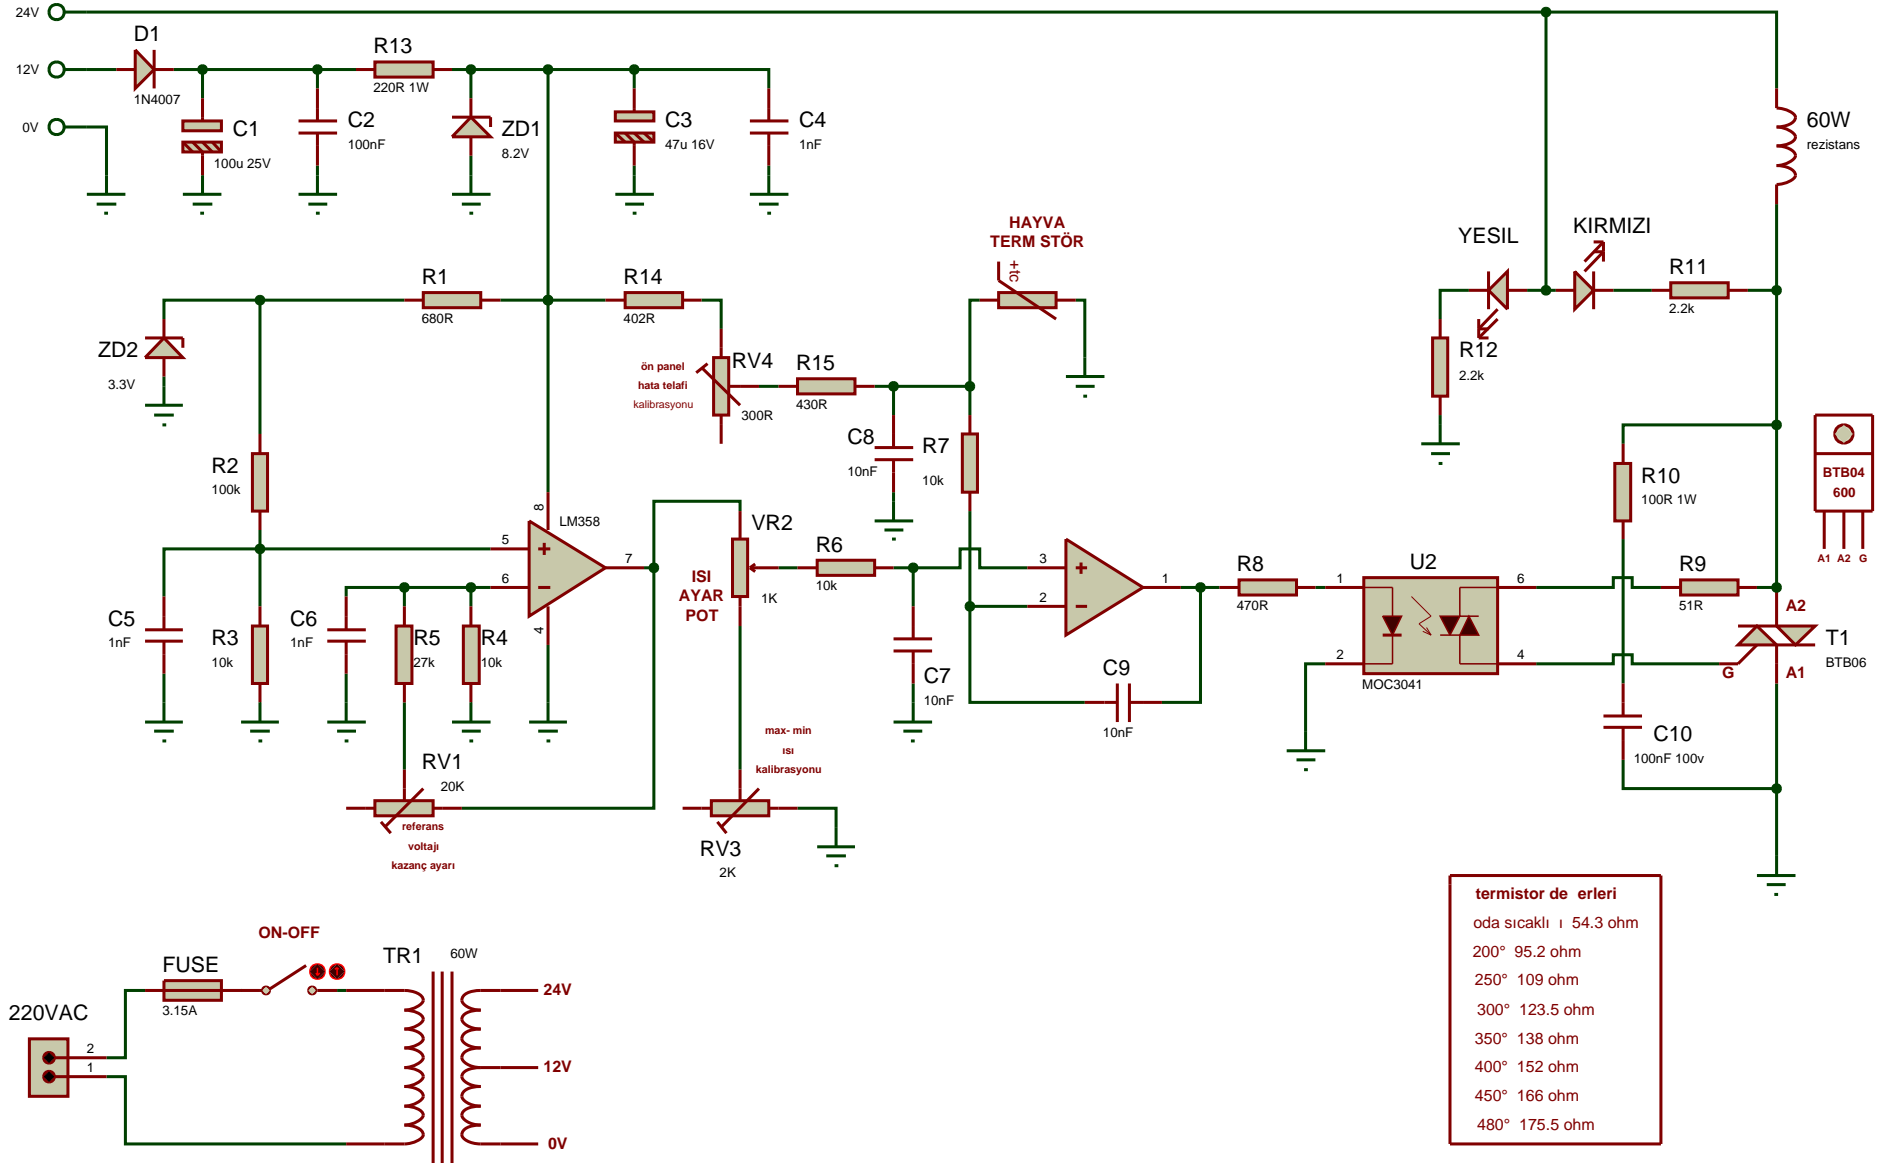 24V
12V
0V
D1
1N4007
C1
100u 25V
C2
100nF
R13
220R 1W
ZD1
8.2V
C3
47u 16V
C4
1nF
60W
rezistans
HAYVA
TERM STÖR
+tc
YESIL
KIRMIZI
R11
2.2k
R12
2.2k
R1
680R
R14
402R
ZD2
3.3V
ön panel
hata telafi
kalibrasyonu
RV4
300R
R15
430R
C8
10nF
R7
10k
R2
100k
R10
100R 1W
BTB04
600
A1 A2 G
8
LM358
5
+
6
−
7
4
VR2
1K
ISI
AYAR
POT
R6
10k
3
+
2
−
1
R8
470R
U2
1
2
6
4
MOC3041
R9
51R
A2
T1
BTB06
G
A1
C5
1nF
R3
10k
C6
1nF
R5
27k
R4
10k
C7
10nF
C9
10nF
C10
100nF 100v
RV1
20K
referans
voltajı
kazanç ayarı
max- min
ısı
kalibrasyonu
RV3
2K
termistor de erleri
oda sıcaklı ı 54.3 ohm
200° 95.2 ohm
250° 109 ohm
300° 123.5 ohm
350° 138 ohm
400° 152 ohm
450° 166 ohm
480° 175.5 ohm
ON-OFF
FUSE
3.15A
TR1
60W
220VAC
2
1
24V
12V
0V